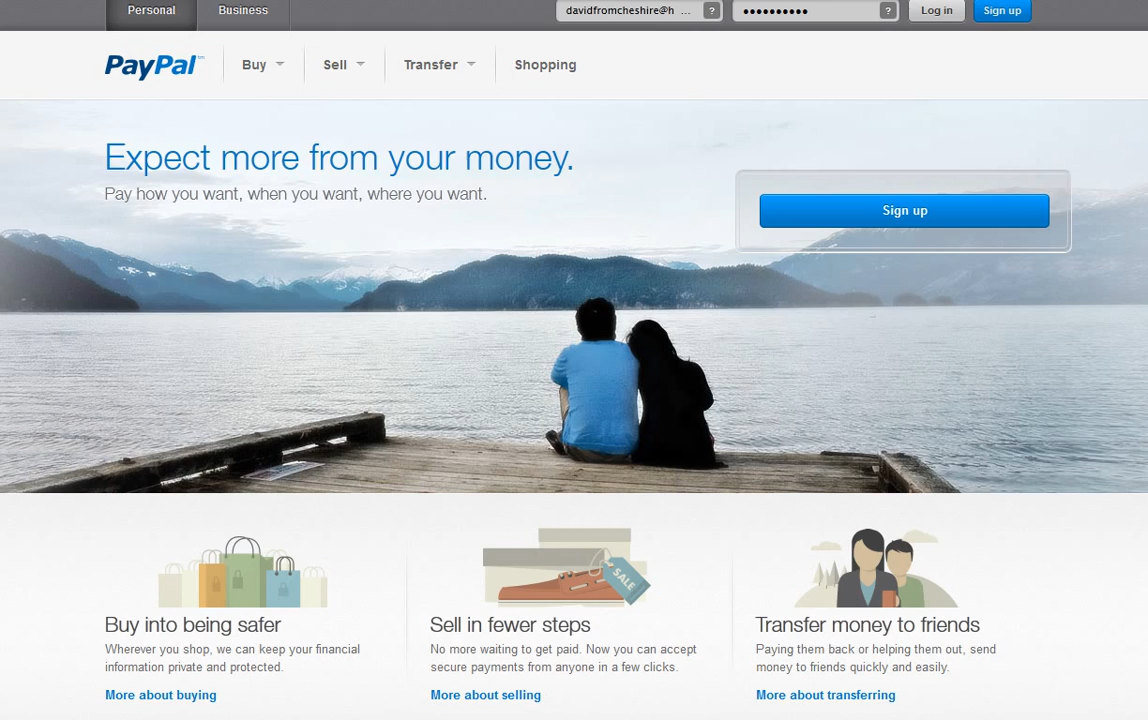 Personal
Business
davidfromcheshire@h ...
?
●●●●●●●●●●
?
Log in
Sign up
PayPal™
Buy
Sell
Transfer
Shopping
Expect more from your money.
Pay how you want, when you want, where you want.
Sign up
SALE
Buy into being safer
Wherever you shop, we can keep your financial
information private and protected.
More about buying
Sell in fewer steps
No more waiting to get paid. Now you can accept
secure payments from anyone in a few clicks.
More about selling
Transfer money to friends
Paying them back or helping them out, send
money to friends quickly and easily.
More about transferring